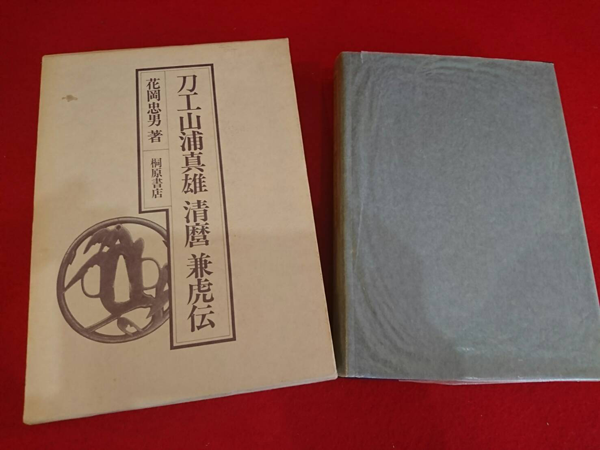 刀工山浦真雄 清麿 兼虎伝
花岡忠男 著
桐原書店